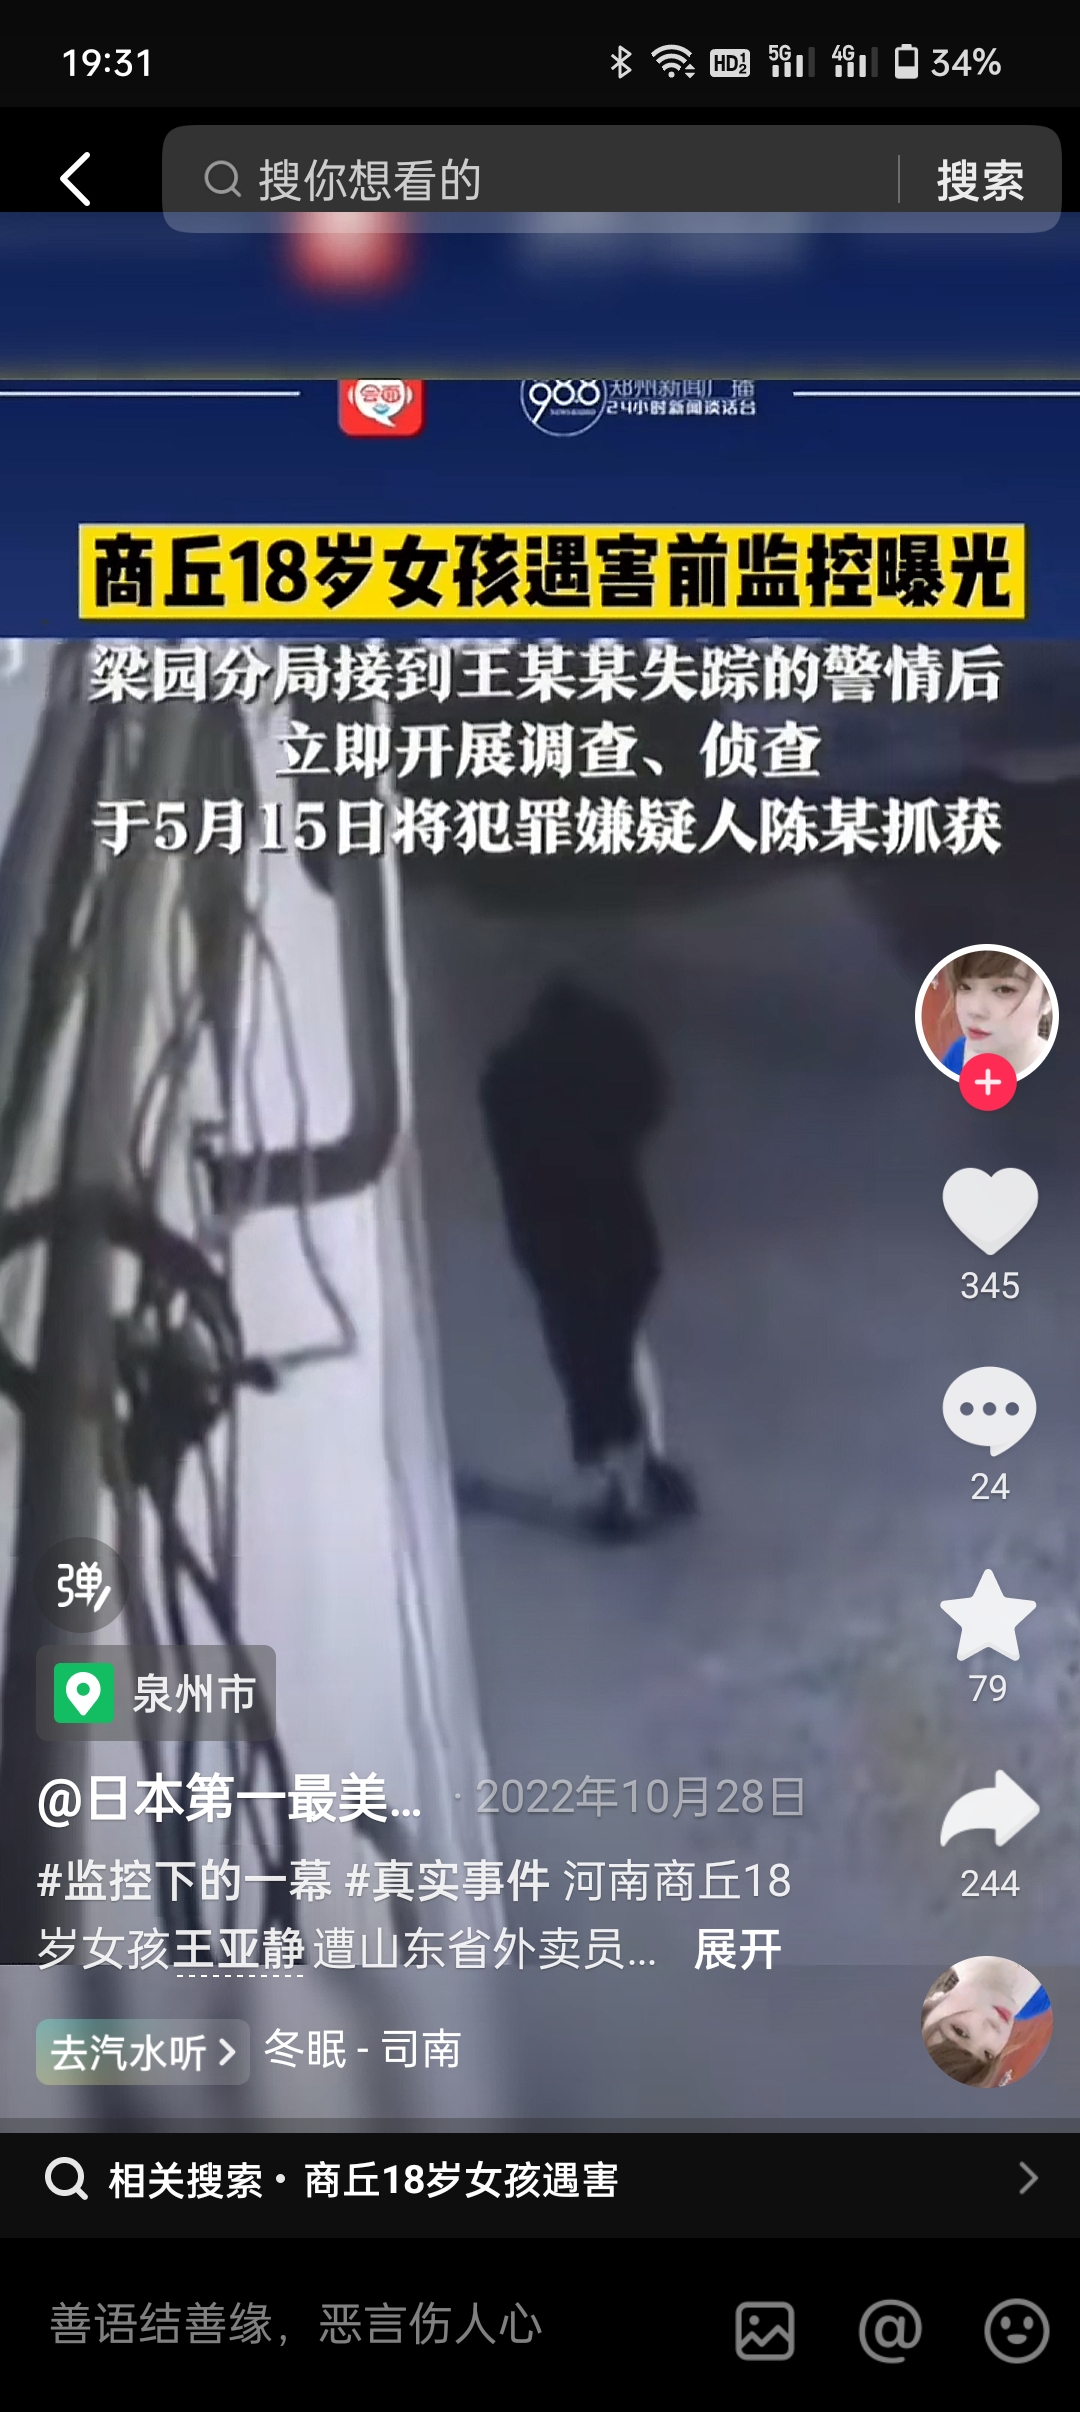 19:31
HD 1 2
5G
4G
34%
搜你想看的
搜索
会面
98.8
郑州新闻广播
24小时新闻谈话台
商丘18岁女孩遇害前监控曝光
梁园分局接到王某某失踪的警情后
立即开展调查、侦查
于5月15日将犯罪嫌疑人陈某抓获
345
24
弹
79
泉州市
@日本第一最美... · 2022年10月28日
#监控下的一幕 #真实事件 河南商丘18
岁女孩王亚静遭山东省外卖员... 展开
244
去汽水听 > 冬眠 - 司南
相关搜索 · 商丘18岁女孩遇害
善语结善缘，恶言伤人心
@